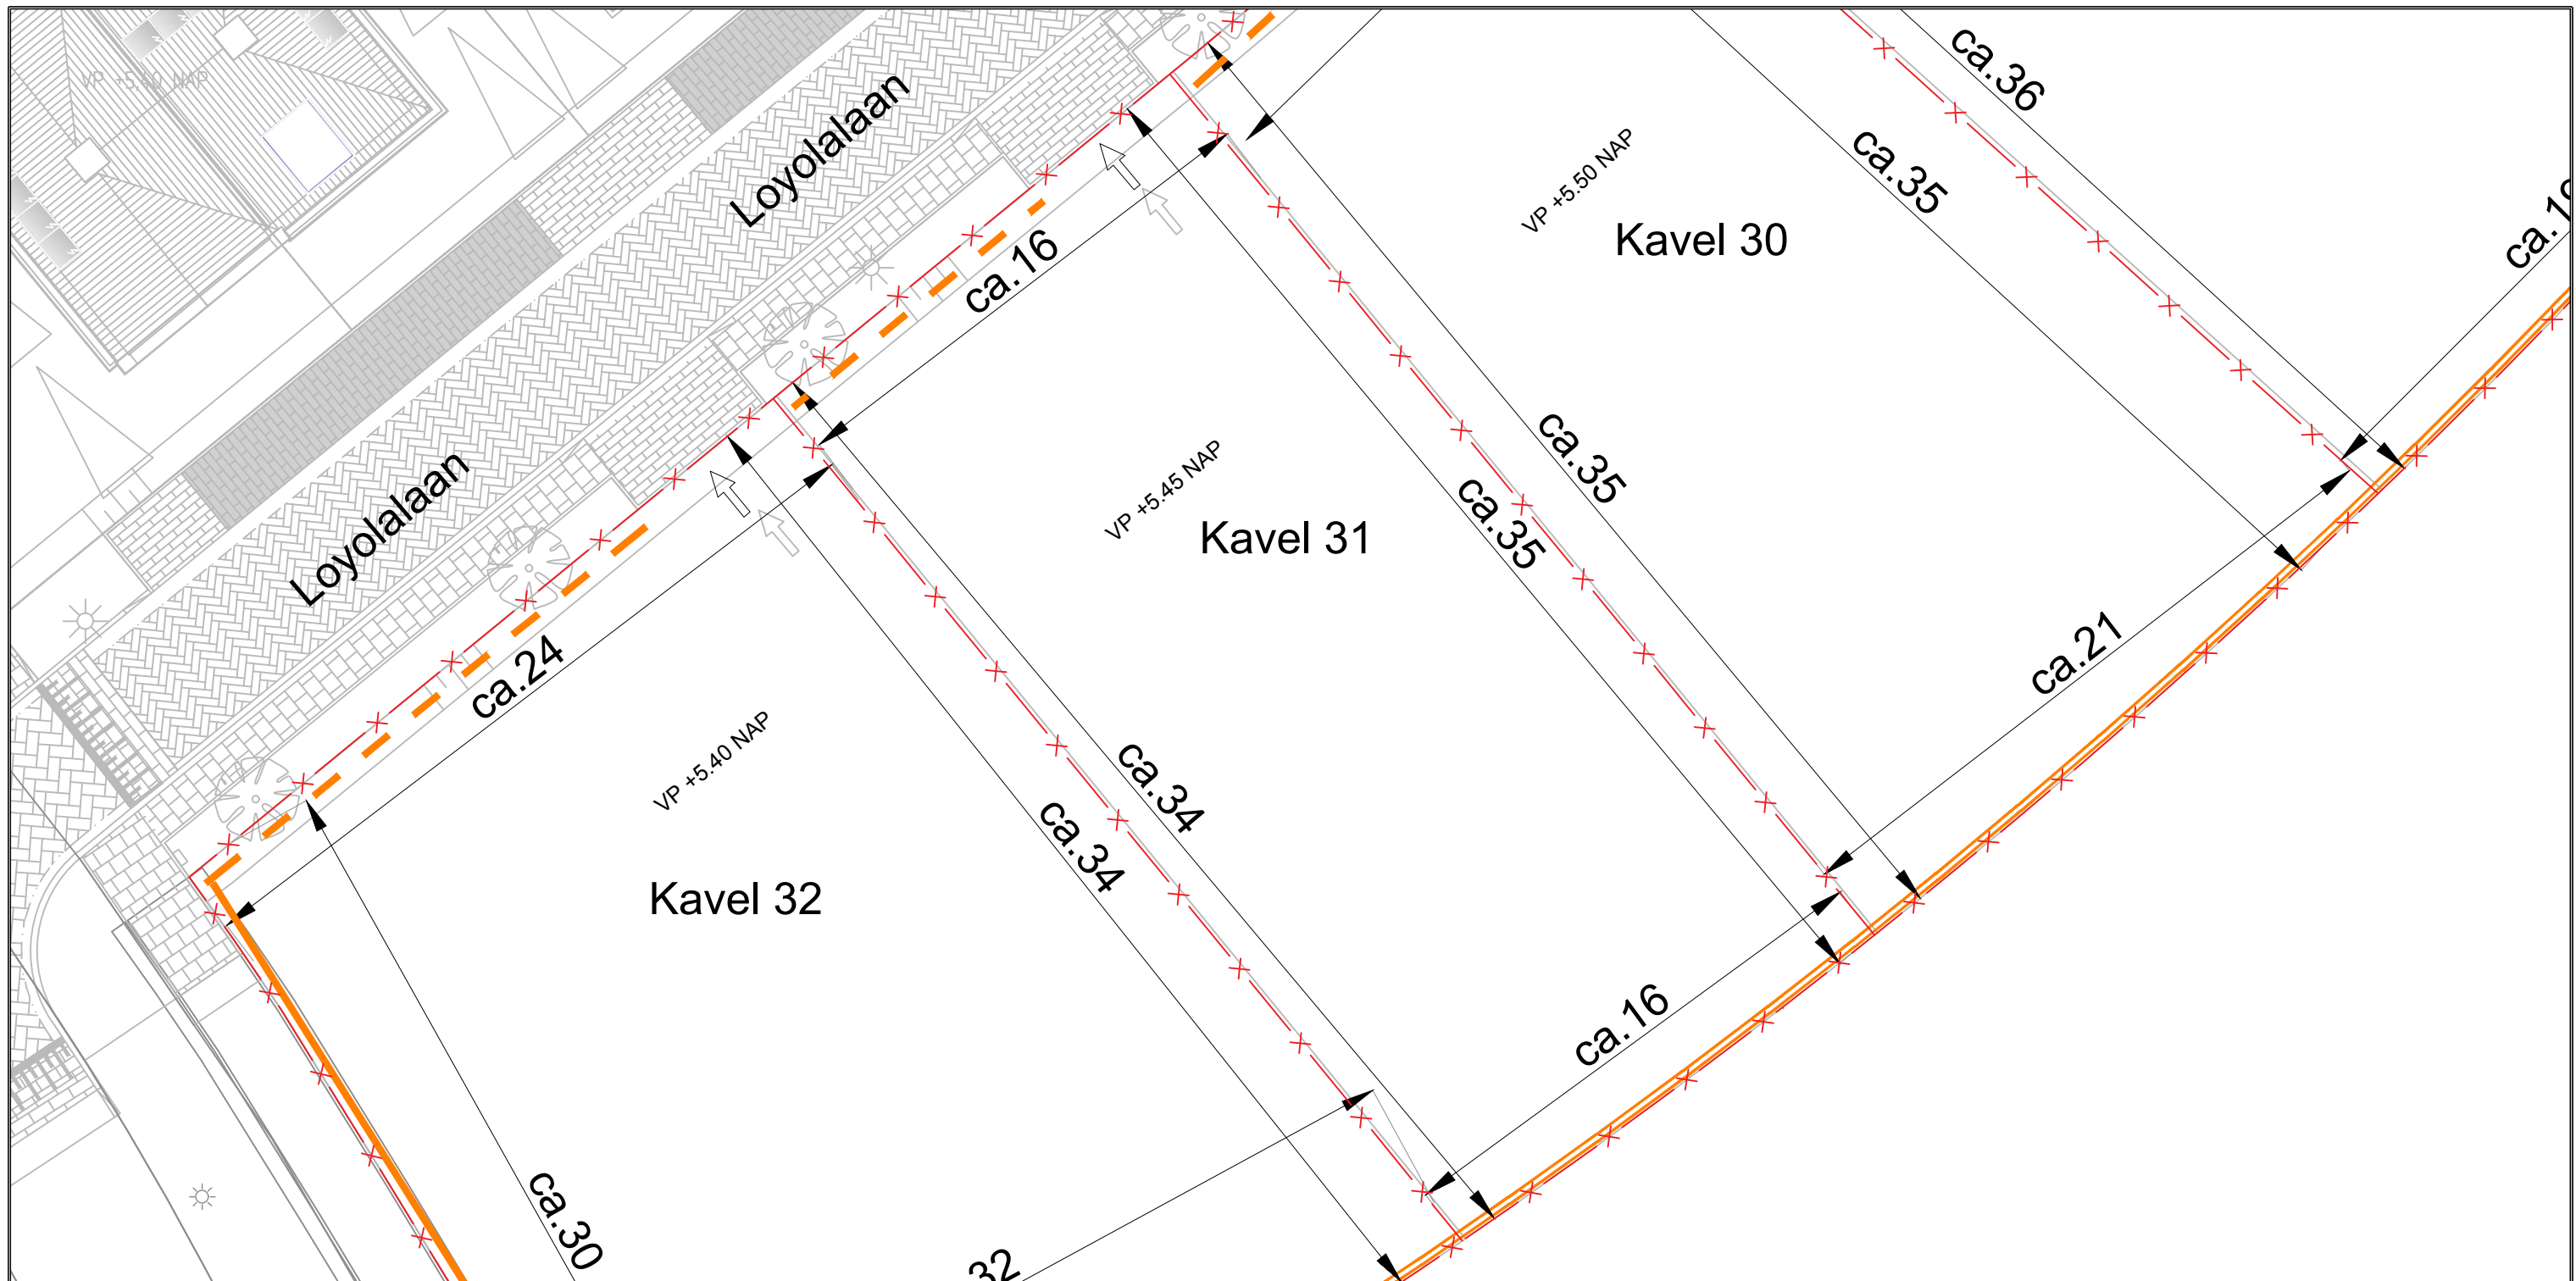 VP +5.40 NAP
Loyolalaan
ca.36
ca.35
VP +5.50 NAP
Kavel 30
ca.16
Loyolalaan
ca.35
ca.35
VP +5.45 NAP
Kavel 31
ca.24
ca.21
VP +5.40 NAP
ca.34
ca.34
Kavel 32
ca.16
ca.30
32